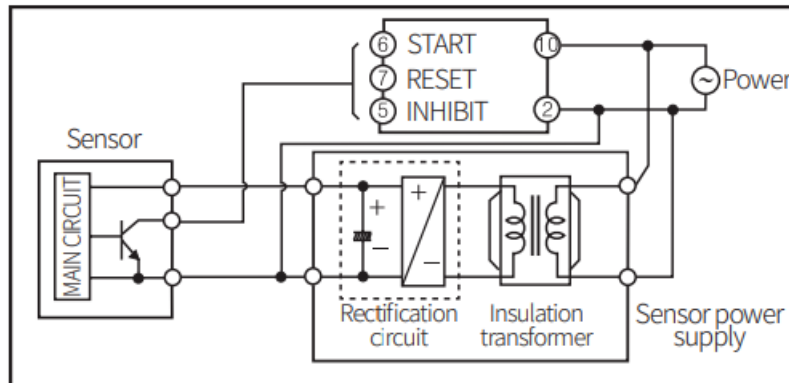 6 START 10
7 RESET
5 INHIBIT 2
~ Power
Sensor
MAIN CIRCUIT
+ +
− −
Rectification
circuit
Insulation
transformer
Sensor power
supply